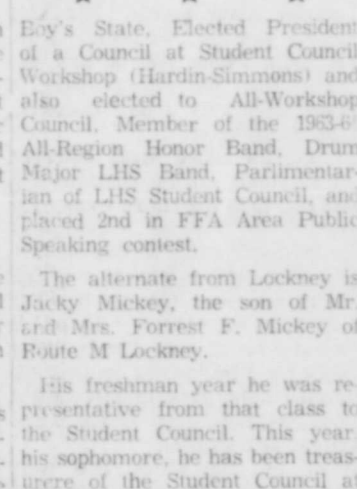 Boy's State, Elected President
of a Council at Student Council
Workshop (Hardin-Simmons) and
also elected to All-Workshop
Council. Member of the 1963-6
All-Region Honor Band, Drum
Major LHS Band, Parlimentar-
ian of LHS Student Council, and
placed 2nd in FFA Area Public
Speaking contest.
The alternate from Lockney is
Jacky Mickey, the son of Mr.
and Mrs. Forrest F. Mickey of
Route M Lockney.
His freshman year he was re-
presentative from that class to
the Student Council. This year,
his sophomore, he has been treas-
urere of the Student Council at